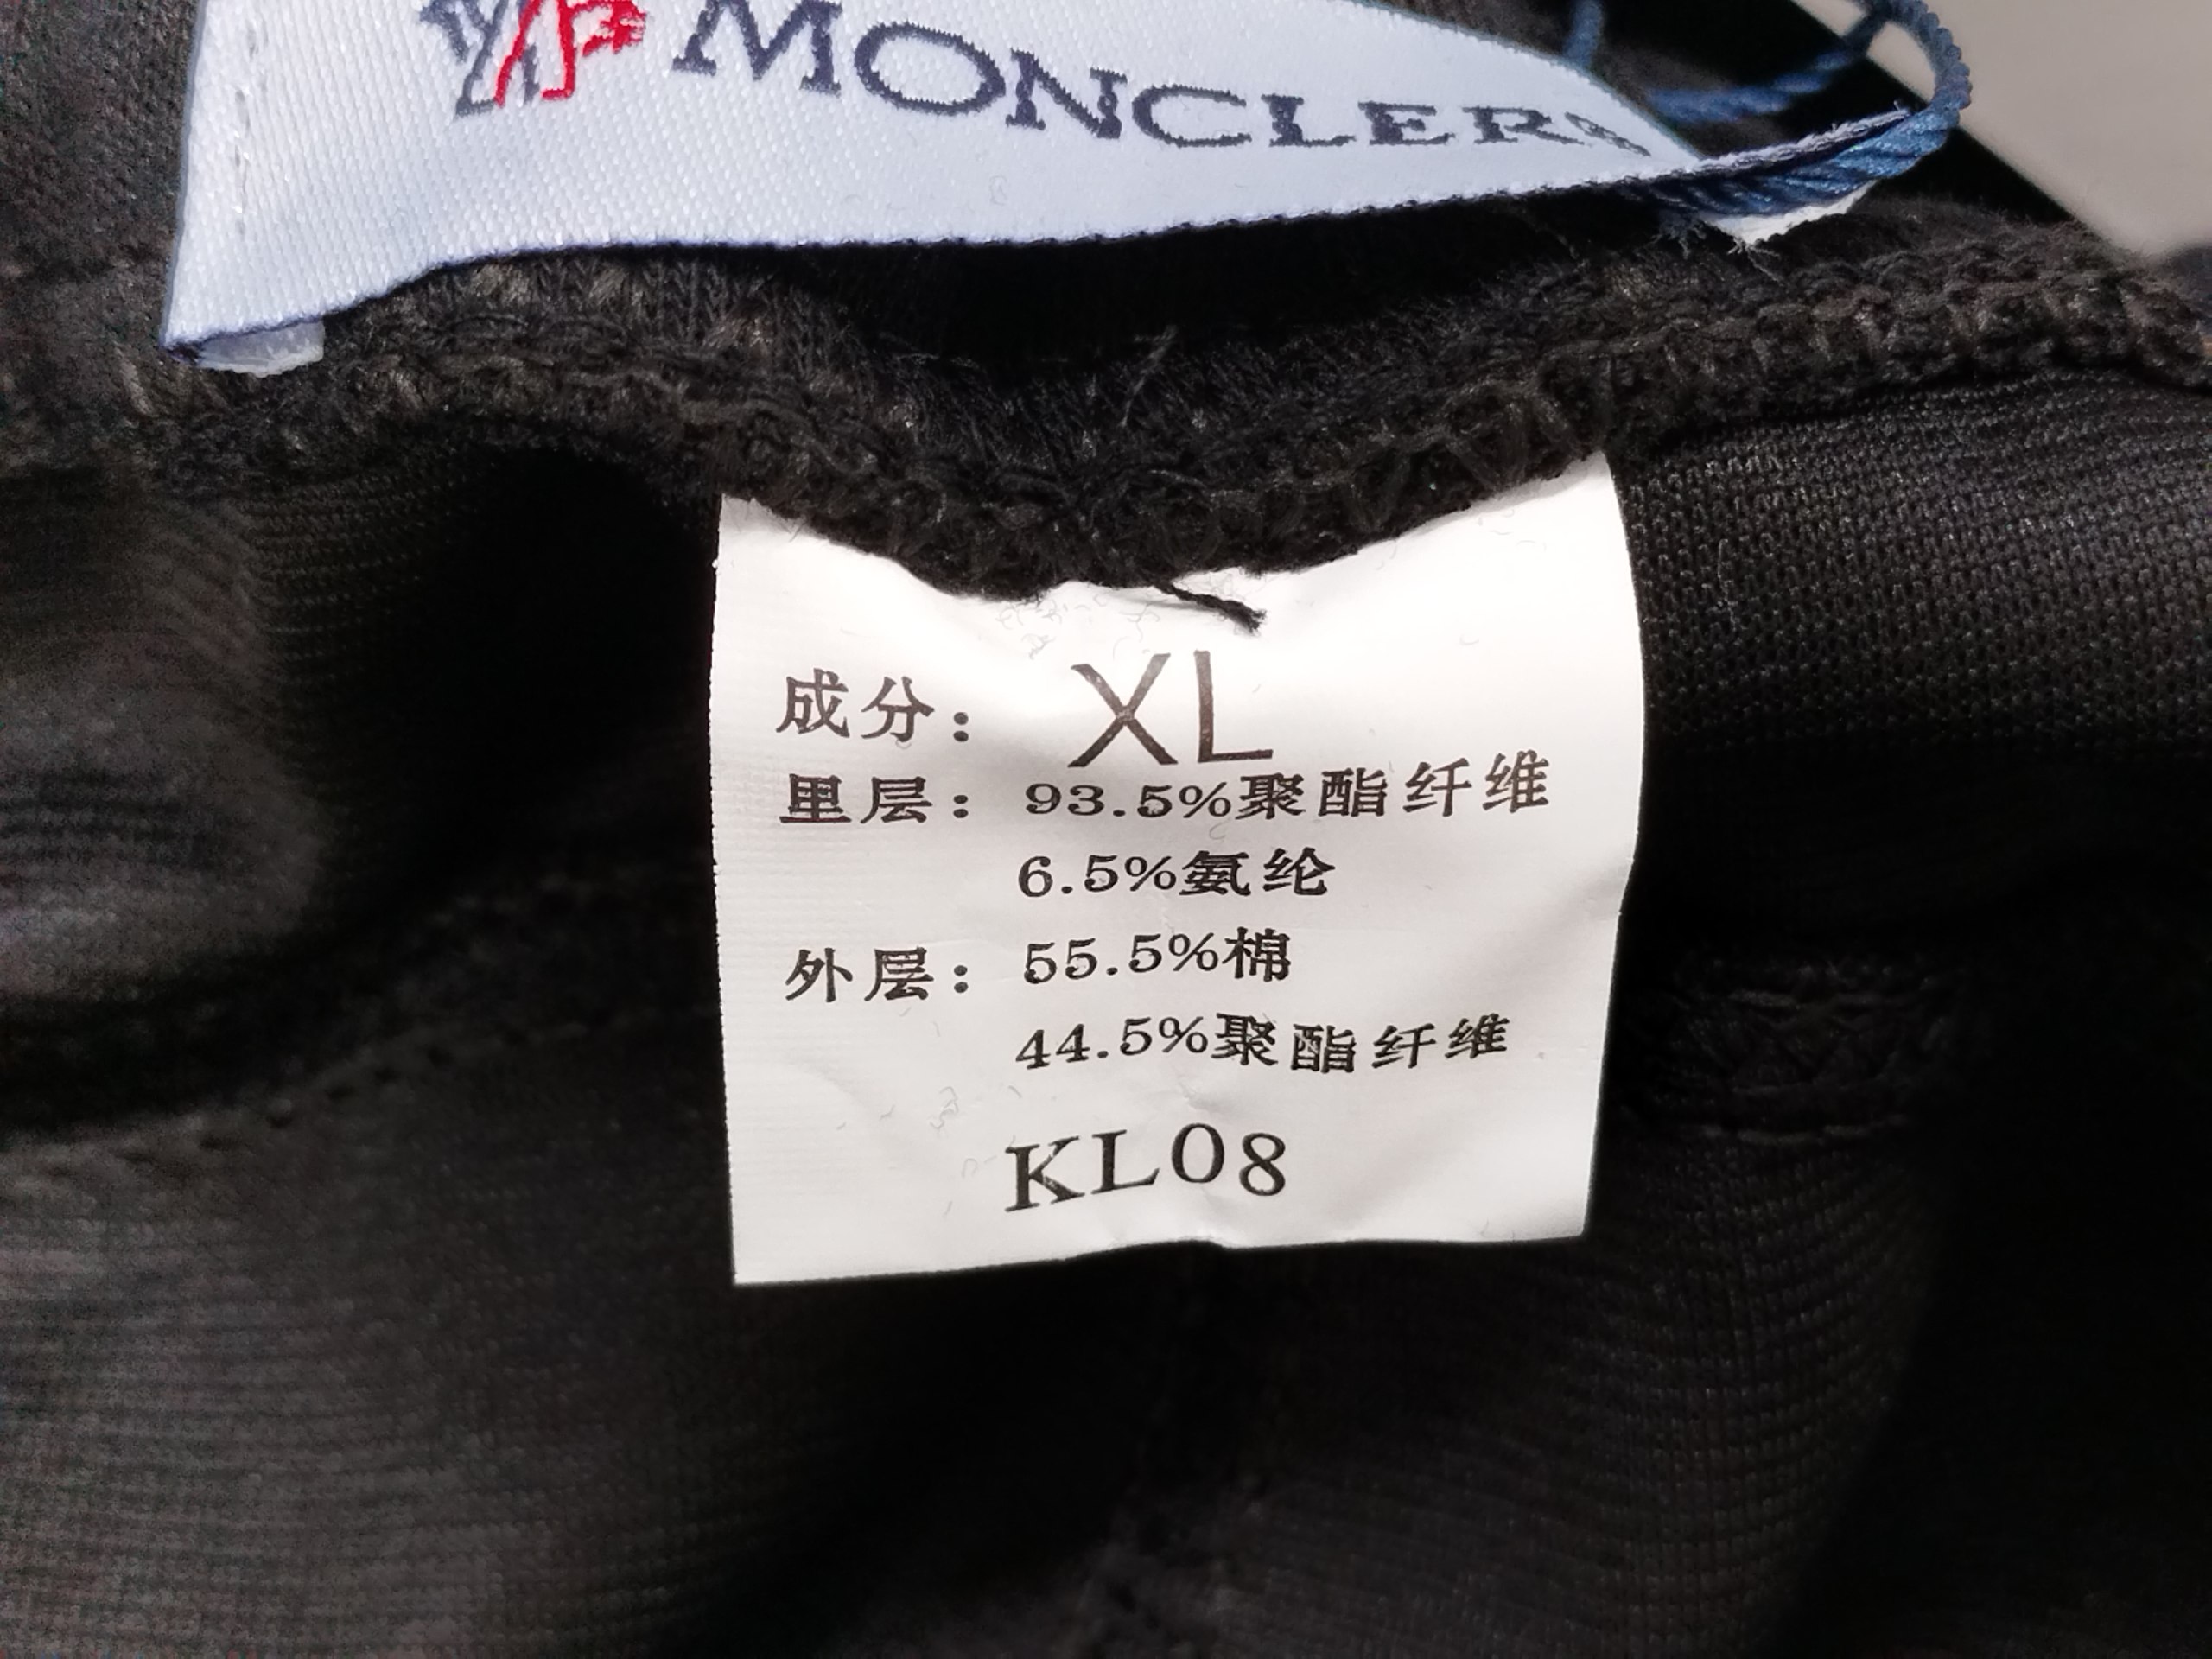 MONCLERS
成分： XL
里层： 93.5%聚酯纤维
6.5%氨纶
外层： 55.5%棉
44.5%聚酯纤维
KL08